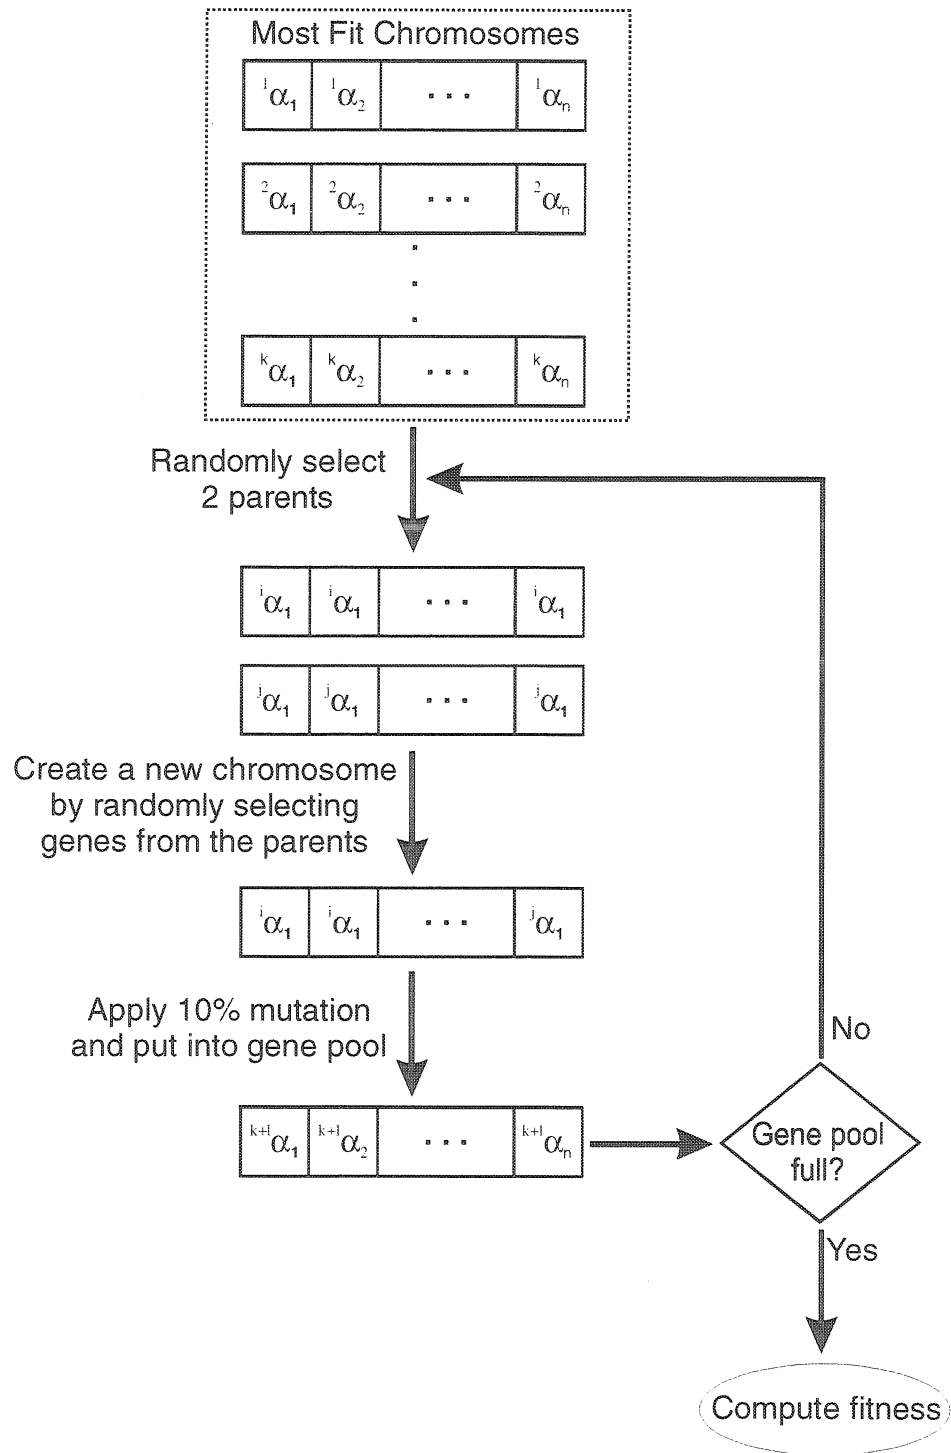 Most Fit Chromosomes
¹α₁ ¹α₂ ... ¹αₙ
²α₁ ²α₂ ... ²αₙ
ᵏα₁ ᵏα₂ ... ᵏαₙ
Randomly select
2 parents
ⁱα₁ ⁱα₁ ... ⁱα₁
ʲα₁ ʲα₁ ... ʲα₁
Create a new chromosome
by randomly selecting
genes from the parents
ⁱα₁ ⁱα₁ ... ʲα₁
Apply 10% mutation
and put into gene pool
ᵏ⁺¹α₁ ᵏ⁺¹α₂ ... ᵏ⁺¹αₙ
No
Gene pool
full?
Yes
Compute fitness